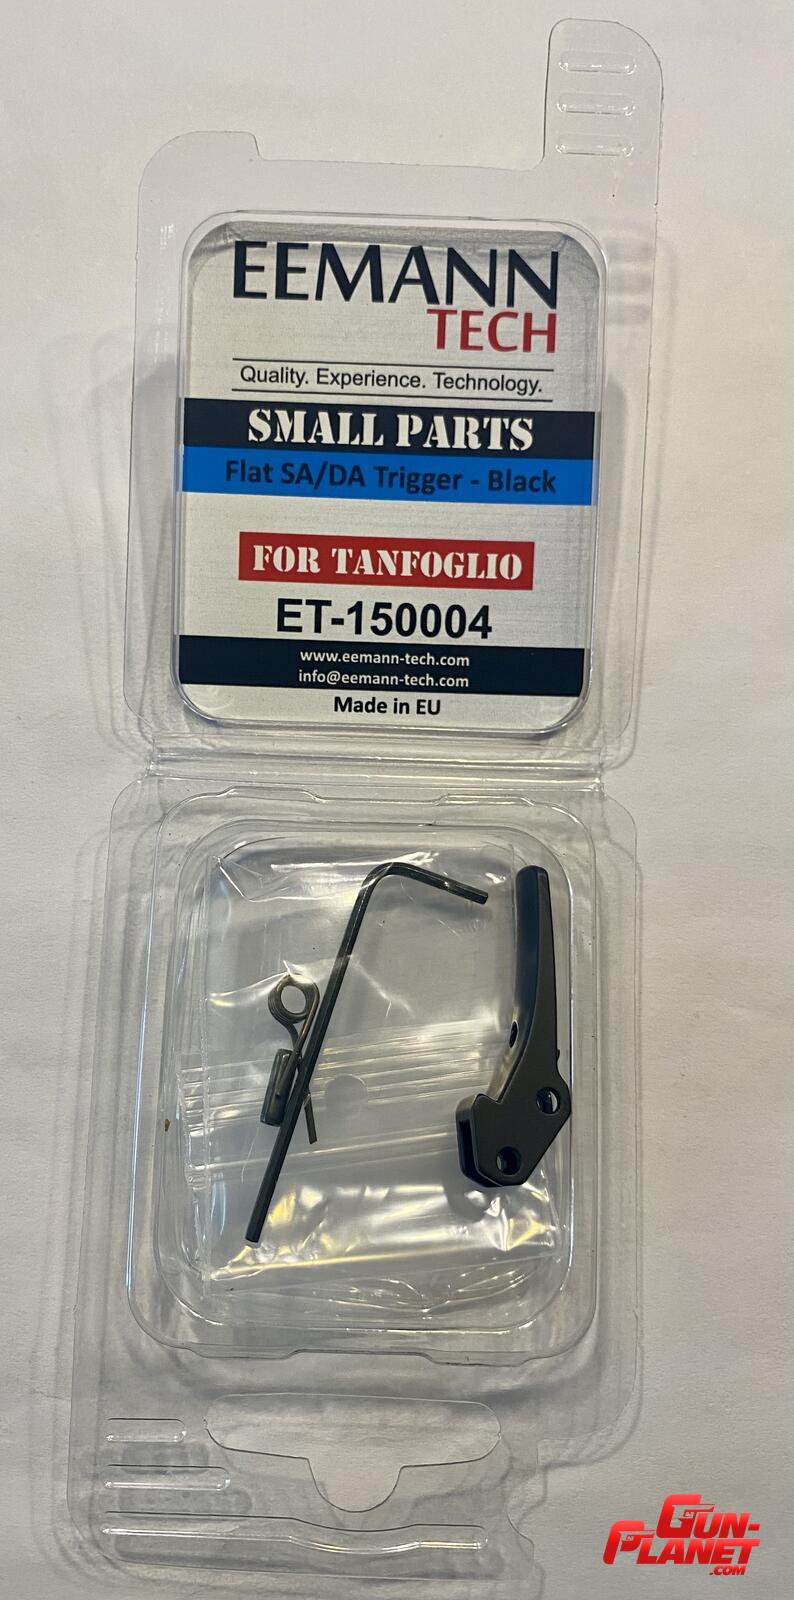 EEMANN
TECH
Quality. Experience. Technology.
SMALL PARTS
Flat SA/DA Trigger - Black
FOR TANFOGLIO
ET-150004
www.eemann-tech.com
info@eemann-tech.com
Made in EU
GUN-
PLANET
.COM